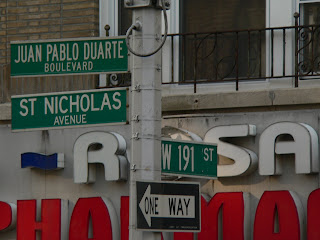 JUAN PABLO DUARTE
BOULEVARD
ST NICHOLAS
AVENUE
W 191 ST
ONE WAY